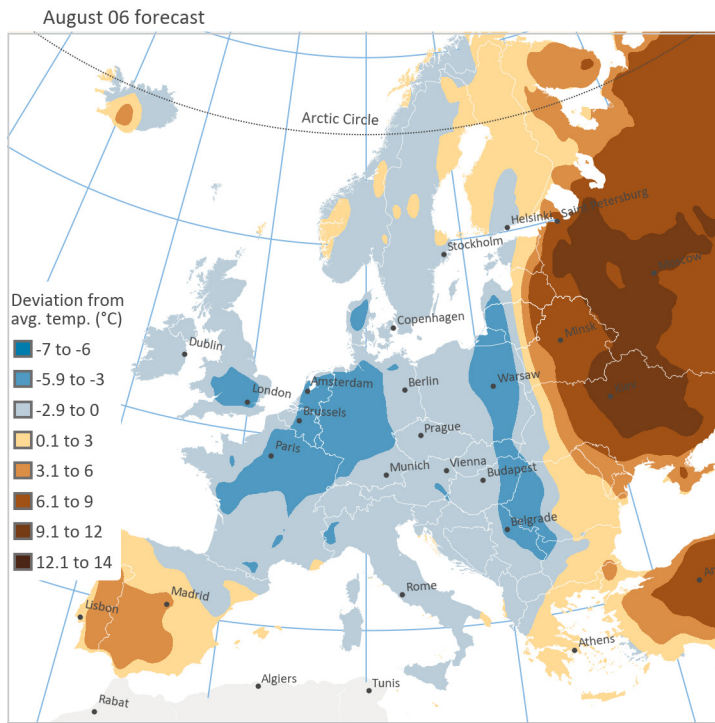 August 06 forecast
Arctic Circle
Helsinki
Saint Petersburg
Stockholm
Moscow
Deviation from
avg. temp. (°C)
-7 to -6
-5.9 to -3
-2.9 to 0
0.1 to 3
3.1 to 6
6.1 to 9
9.1 to 12
12.1 to 14
Copenhagen
Minsk
Dublin
Amsterdam
Berlin
Warsaw
London
Brussels
Prague
Paris
Munich
Vienna
Budapest
Belgrade
Madrid
Rome
Lisbon
Athens
Algiers
Tunis
Rabat